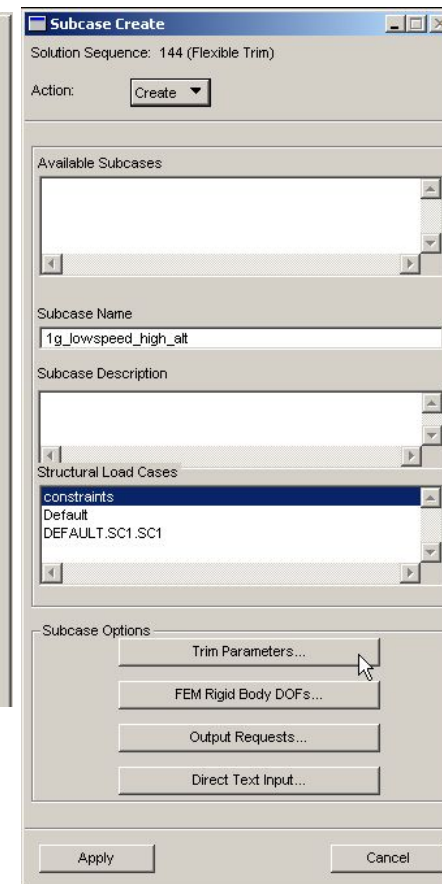 Subcase Create
Solution Sequence: 144 (Flexible Trim)
Action: Create
Available Subcases
Subcase Name
1g_lowspeed_high_alt
Subcase Description
Structural Load Cases
constraints
Default
DEFAULT.SC1.SC1
Subcase Options
Trim Parameters...
FEM Rigid Body DOFs...
Output Requests...
Direct Text Input...
Apply Cancel